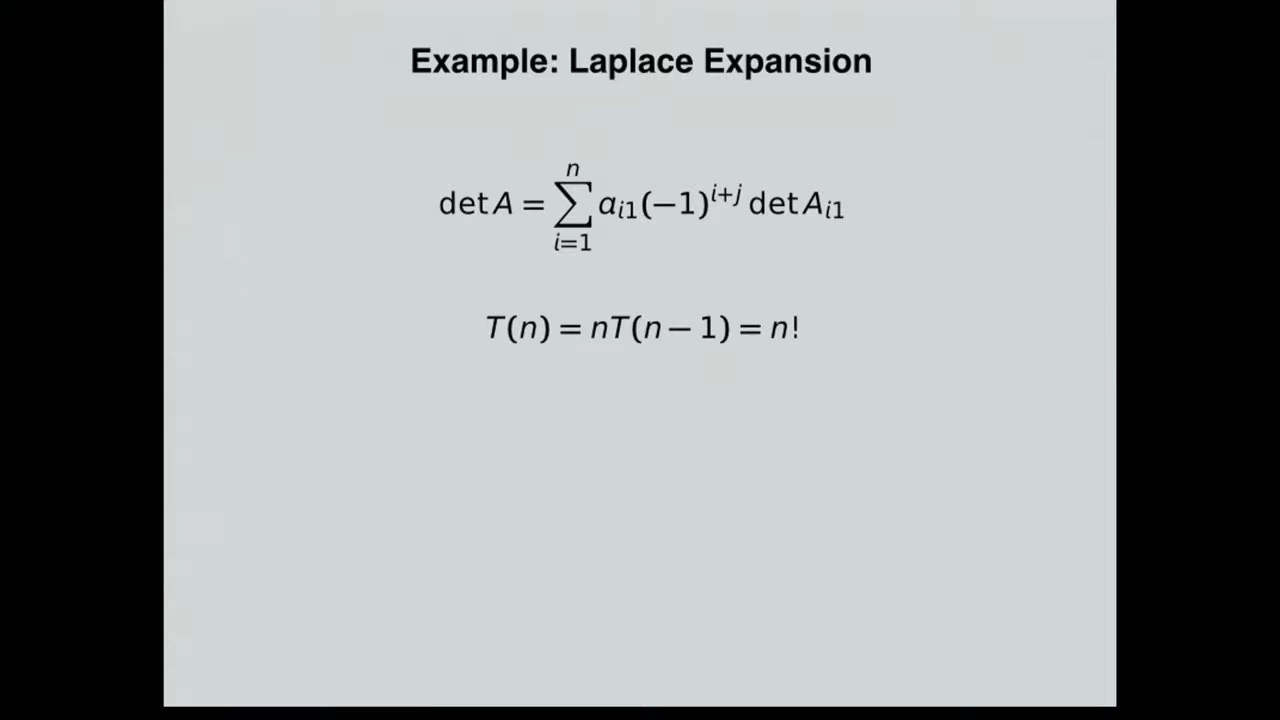 Example: Laplace Expansion
det A = ∑_{i=1}^{n} a_{i1}(−1)^{i+j} det A_{i1}
T(n) = nT(n − 1) = n!